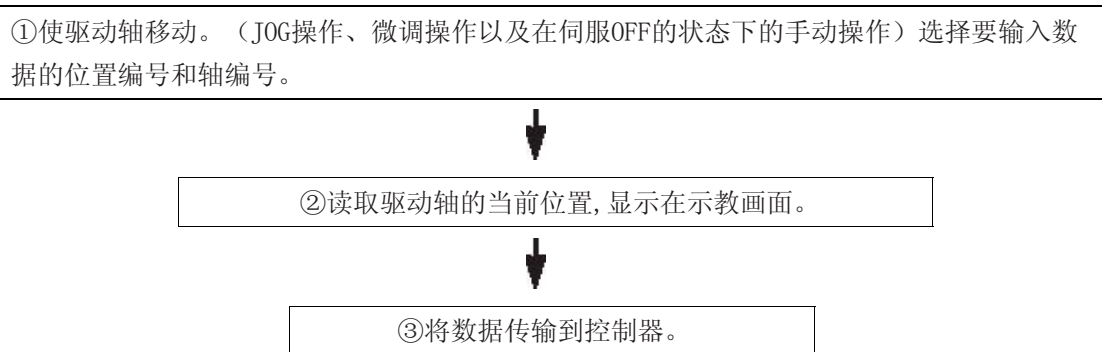 ①使驱动轴移动。（JOG操作、微调操作以及在伺服OFF的状态下的手动操作）选择要输入数
据的位置编号和轴编号。
②读取驱动轴的当前位置,显示在示教画面。
③将数据传输到控制器。